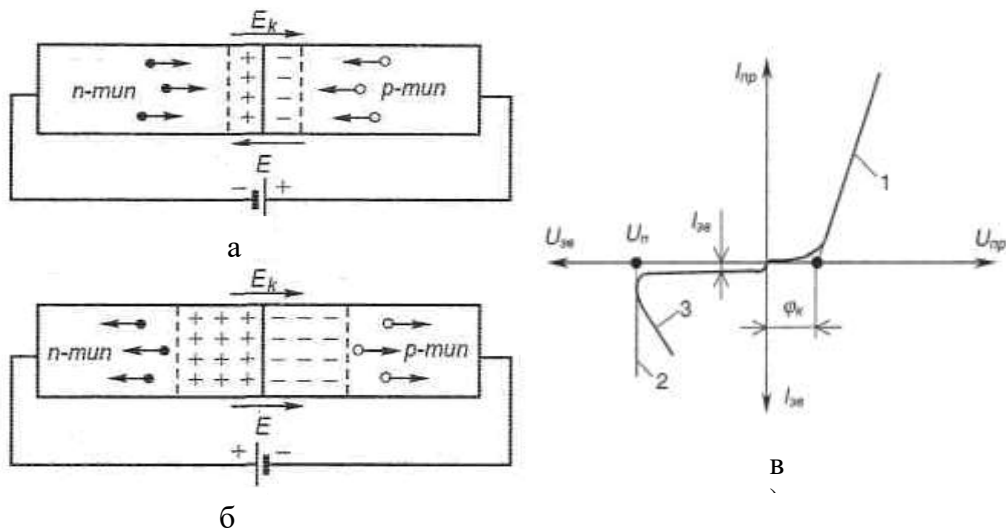 E_k
+ −
+ −
+ −
+ −
n-тип
p-тип
E
− +
а
E_k
+ + + − − −
+ + + − − −
+ + + − − −
+ + + − − −
n-тип
p-тип
E
+ −
б
I_пр
1
U_зв
U_п
I_зв
U_пр
φ_к
3
2
I_зв
в